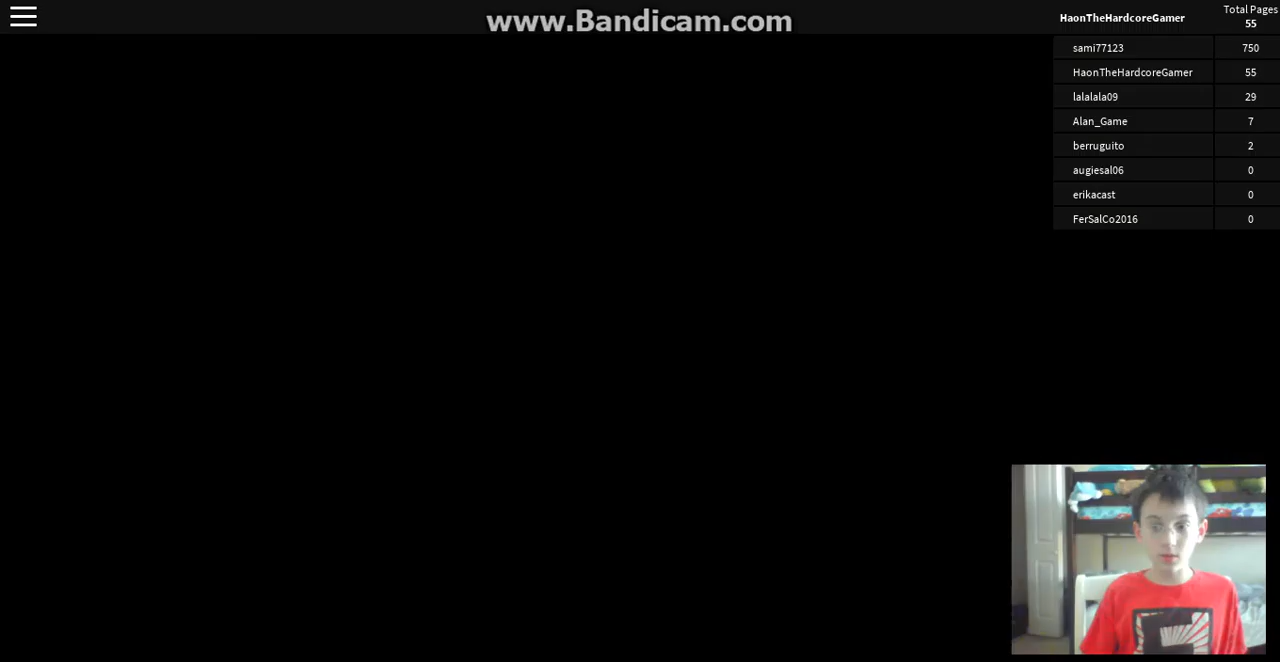 www.Bandicam.com
HaonTheHardcoreGamer
Total Pages
55
sami77123 750
HaonTheHardcoreGamer 55
lalalala09 29
Alan_Game 7
berruguito 2
augiesal06 0
erikacast 0
FerSalCo2016 0